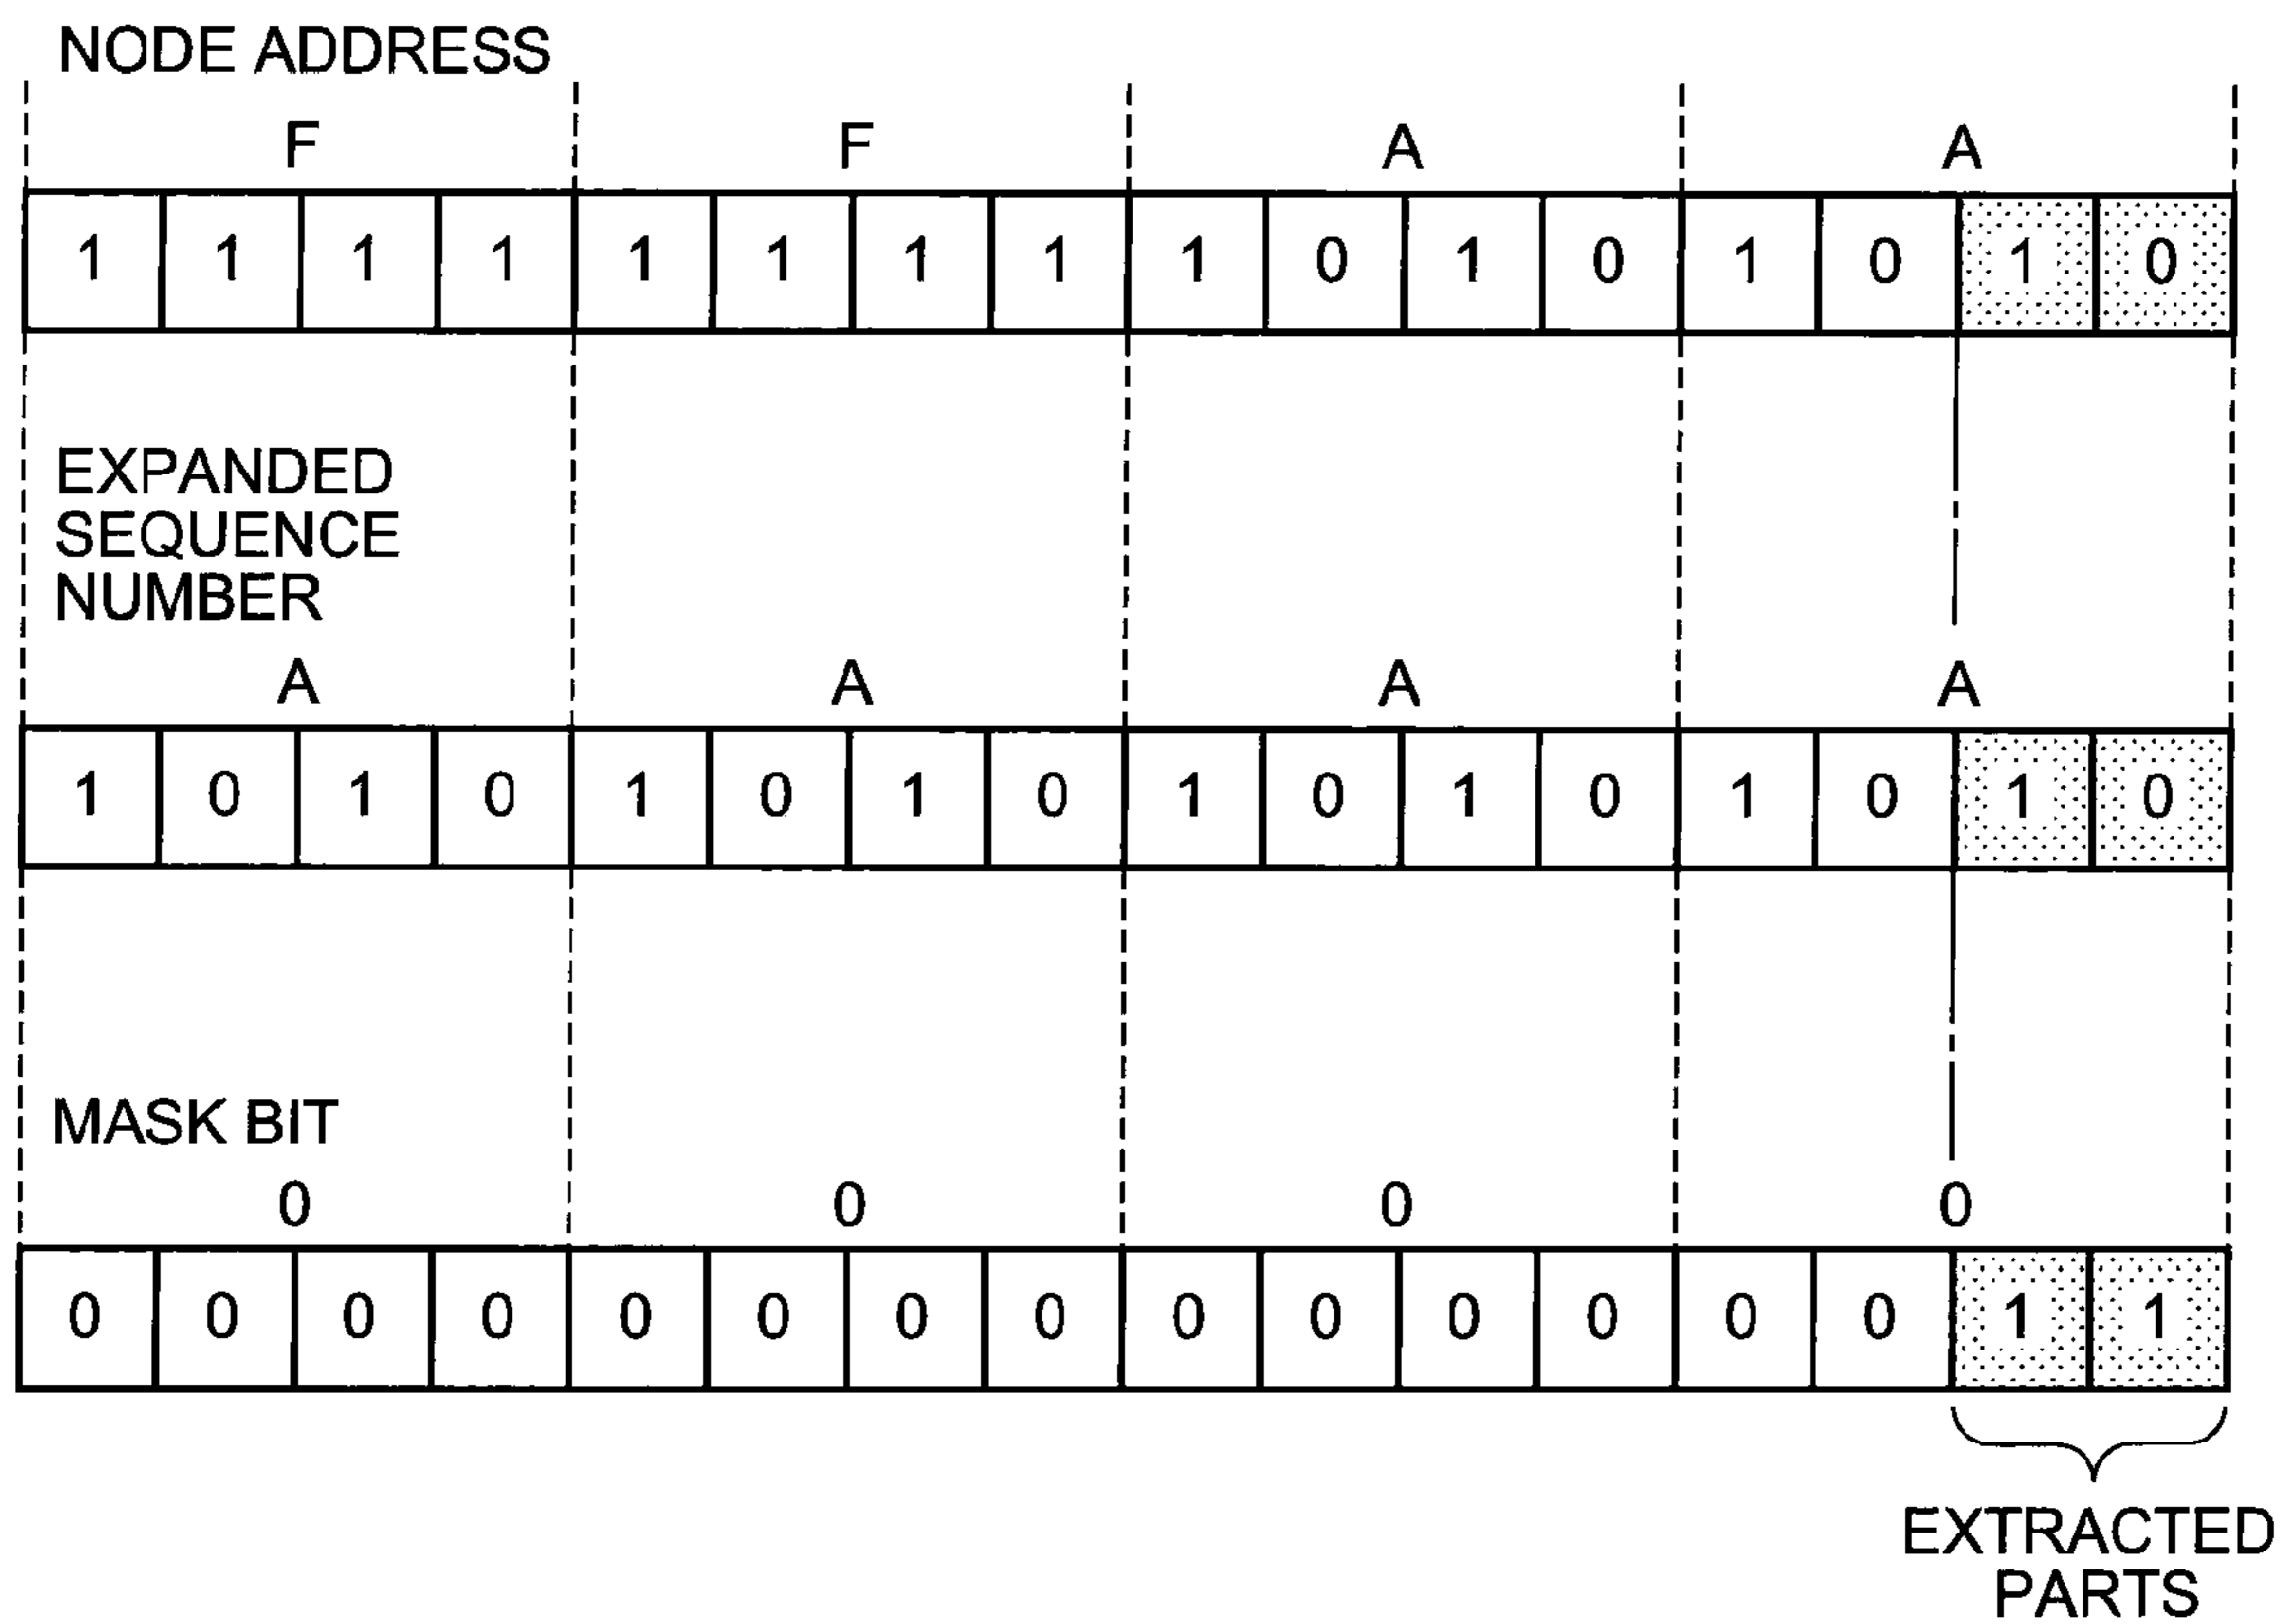 NODE ADDRESS
F F A A
1 1 1 1 1 1 1 1 1 0 1 0 1 0 1 0
EXPANDED
SEQUENCE
NUMBER
A A A A
1 0 1 0 1 0 1 0 1 0 1 0 1 0 1 0
MASK BIT
0 0 0 0
0 0 0 0 0 0 0 0 0 0 0 0 0 0 1 1
EXTRACTED
PARTS